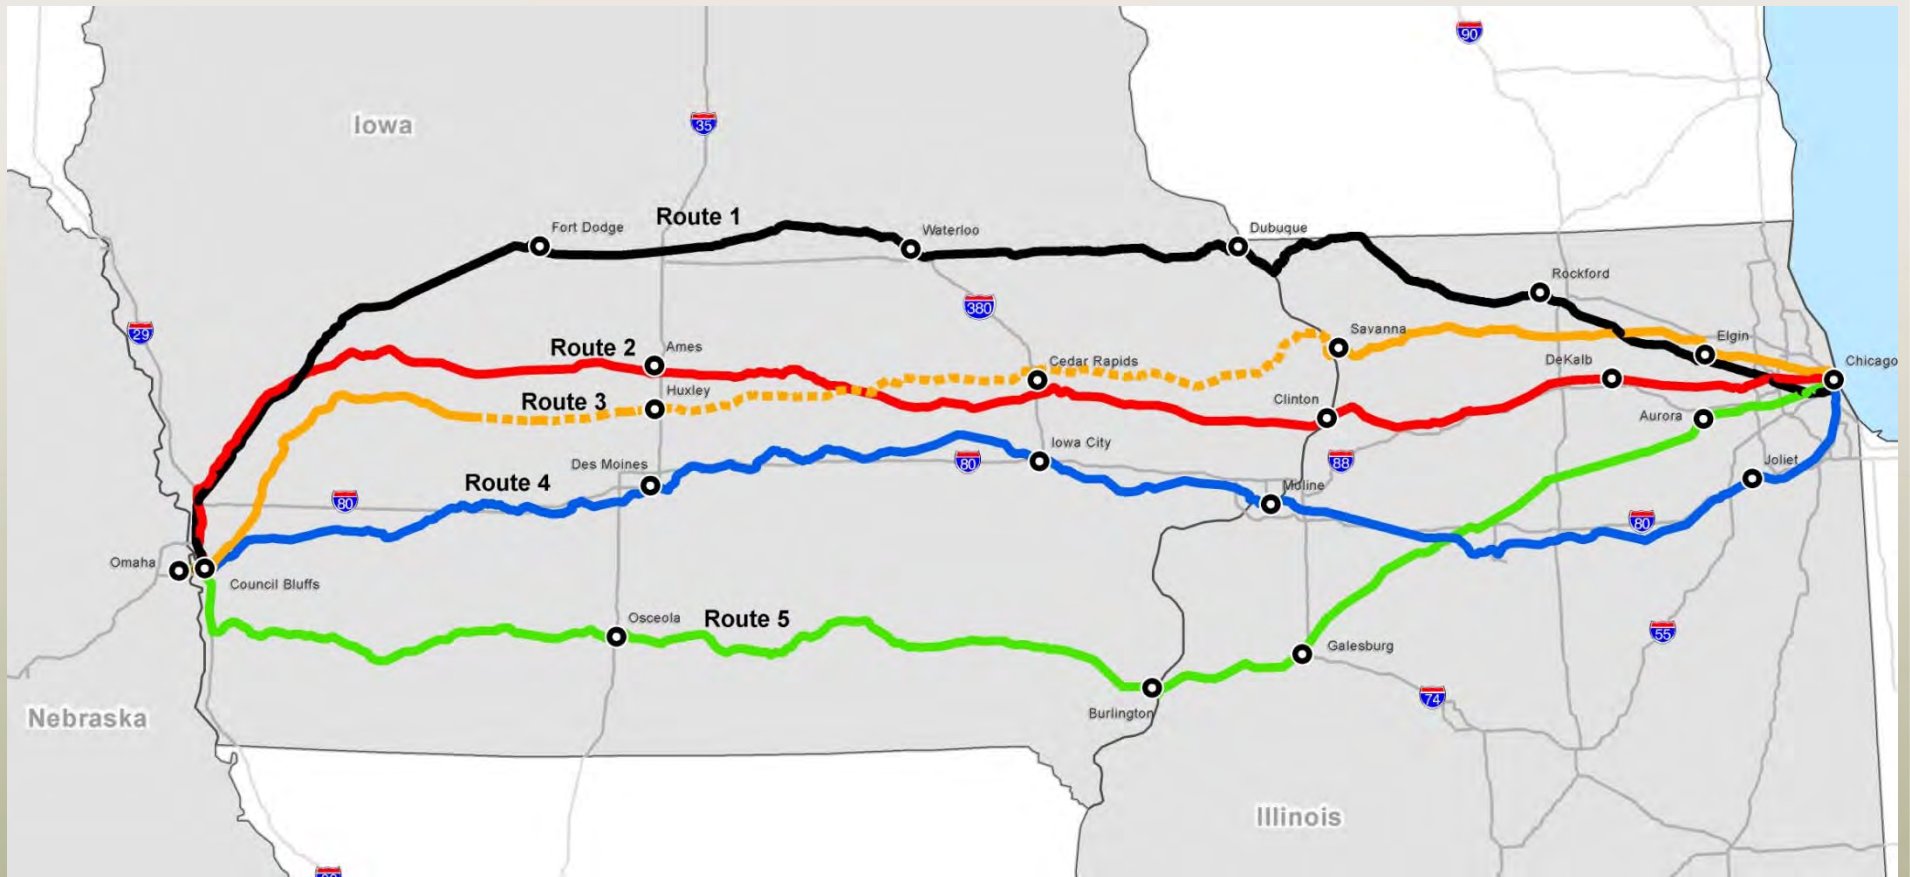 90
Iowa
35
Route 1
Fort Dodge
Waterloo
Dubuque
Rockford
380
29
Savanna
Elgin
Route 2
Ames
Cedar Rapids
DeKalb
Chicago
Huxley
Route 3
Clinton
Aurora
Iowa City
Des Moines
80
88
Joliet
Route 4
Moline
80
80
Omaha
Council Bluffs
Osceola
Route 5
55
Galesburg
74
Burlington
Nebraska
Illinois